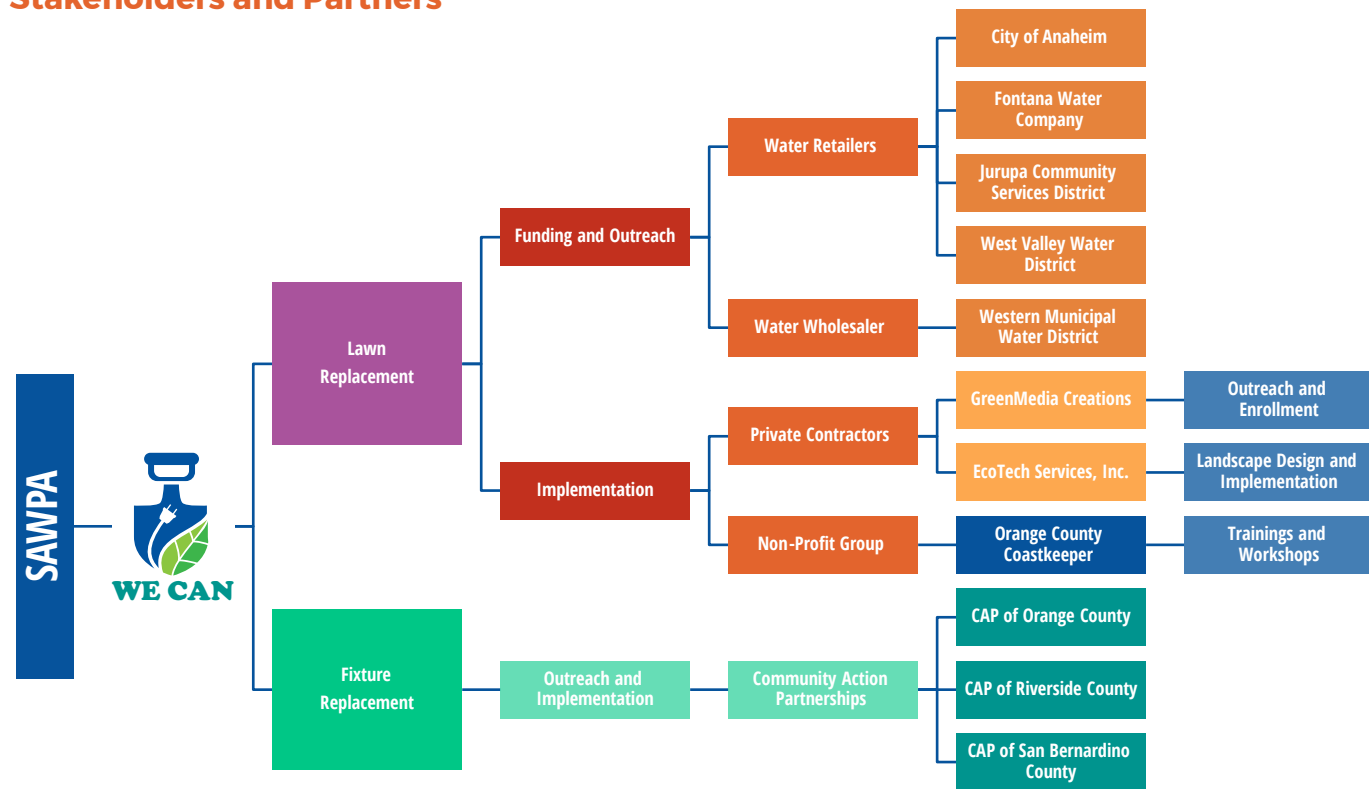 Stakeholders and Partners
City of Anaheim
Fontana Water
Company
Water Retailers
Jurupa Community
Services District
Funding and Outreach
West Valley Water
District
Water Wholesaler
Western Municipal
Water District
Lawn
Replacement
GreenMedia Creations
Outreach and
Enrollment
Private Contractors
EcoTech Services, Inc.
Landscape Design and
Implementation
Implementation
Non-Profit Group
Orange County
Coastkeeper
Trainings and
Workshops
SAWPA
WE CAN
CAP of Orange County
Fixture
Replacement
Outreach and
Implementation
Community Action
Partnerships
CAP of Riverside County
CAP of San Bernardino
County